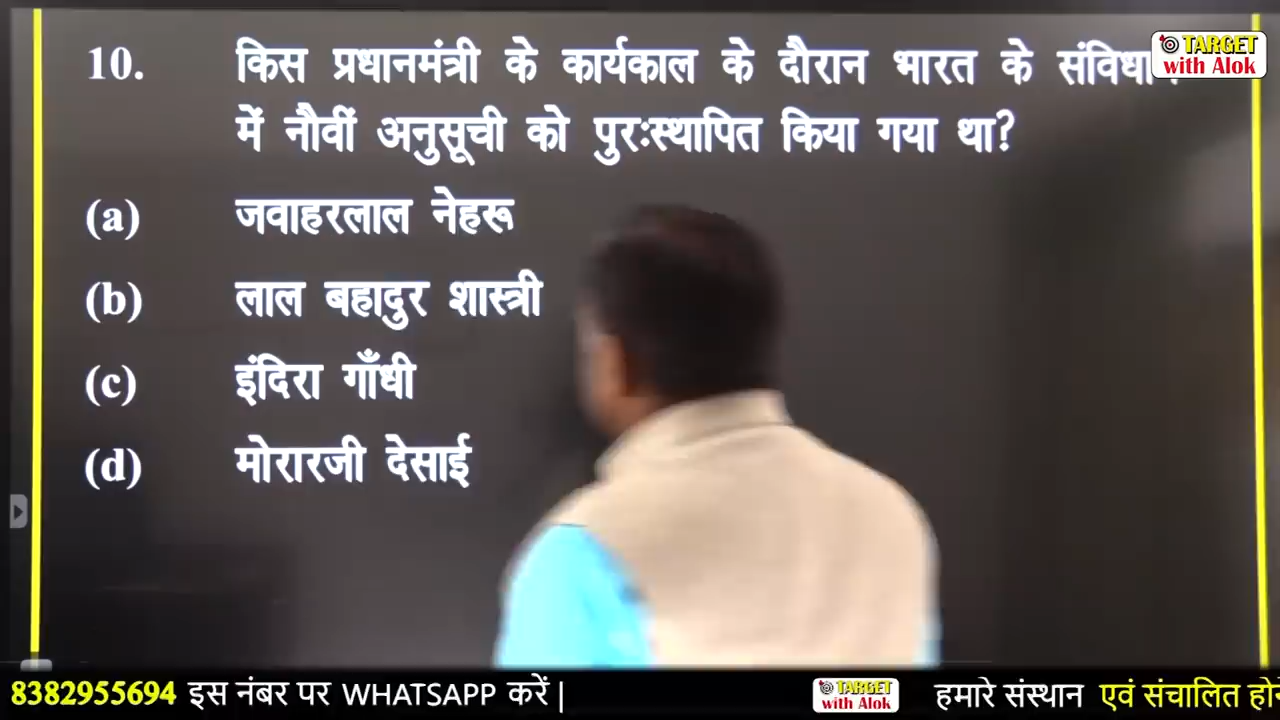 TARGET
with Alok
10. किस प्रधानमंत्री के कार्यकाल के दौरान भारत के
में नौवीं अनुसूची को पुरःस्थापित किया गया था?
(a) जवाहरलाल नेहरू
(b) लाल बहादुर शास्त्री
(c) इंदिरा गाँधी
(d) मोरारजी देसाई
8382955694 इस नंबर पर WHATSAPP करें | TARGET with Alok हमारे संस्थान एवं संचालित